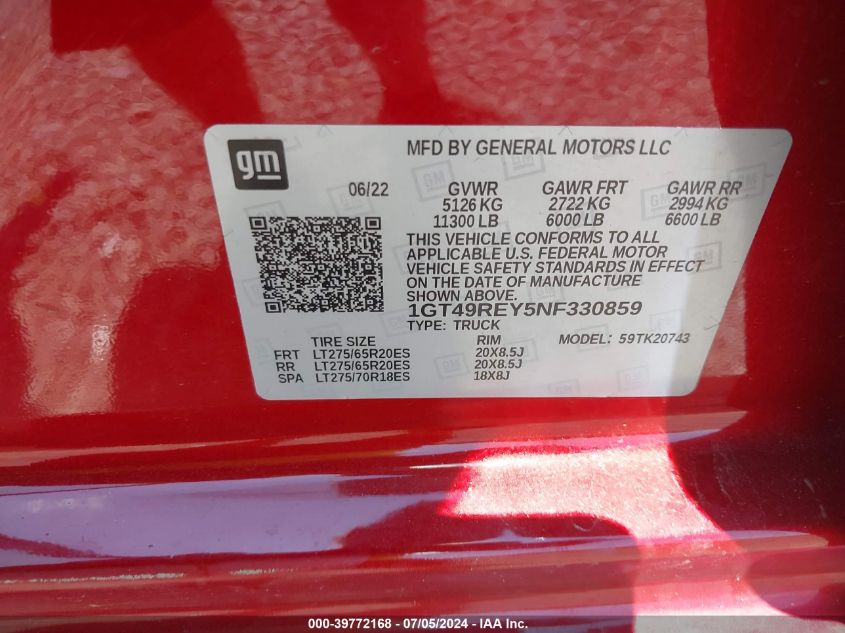 gm
MFD BY GENERAL MOTORS LLC
06/22 GVWR GAWR FRT GAWR RR
5126 KG 2722 KG 2994 KG
11300 LB 6000 LB 6600 LB
THIS VEHICLE CONFORMS TO ALL
APPLICABLE U.S. FEDERAL MOTOR
VEHICLE SAFETY STANDARDS IN EFFECT
ON THE DATE OF MANUFACTURE
SHOWN ABOVE.
1GT49REY5NF330859
TYPE: TRUCK MODEL: 59TK20743
TIRE SIZE RIM
FRT LT275/65R20ES 20X8.5J
RR LT275/65R20ES 20X8.5J
SPA LT275/70R18ES 18X8J
000-39772168 - 07/05/2024 - IAA Inc.